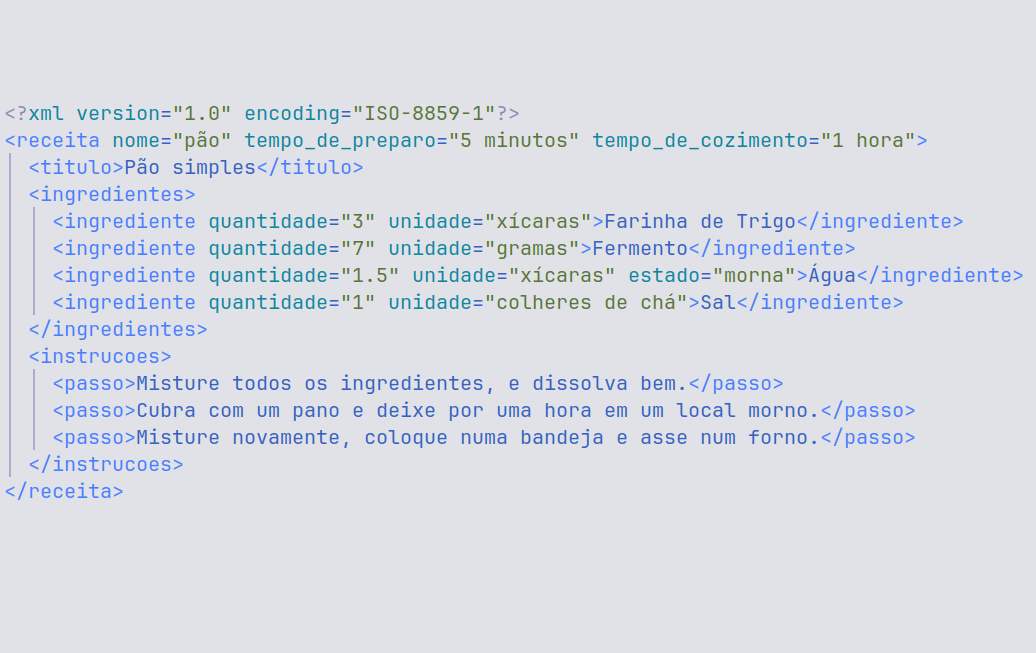 <?xml version="1.0" encoding="ISO-8859-1"?>
<receita nome="pão" tempo_de_preparo="5 minutos" tempo_de_cozimento="1 hora">
  <titulo>Pão simples</titulo>
  <ingredientes>
    <ingrediente quantidade="3" unidade="xícaras">Farinha de Trigo</ingrediente>
    <ingrediente quantidade="7" unidade="gramas">Fermento</ingrediente>
    <ingrediente quantidade="1.5" unidade="xícaras" estado="morna">Água</ingrediente>
    <ingrediente quantidade="1" unidade="colheres de chá">Sal</ingrediente>
  </ingredientes>
  <instrucoes>
    <passo>Misture todos os ingredientes, e dissolva bem.</passo>
    <passo>Cubra com um pano e deixe por uma hora em um local morno.</passo>
    <passo>Misture novamente, coloque numa bandeja e asse num forno.</passo>
  </instrucoes>
</receita>